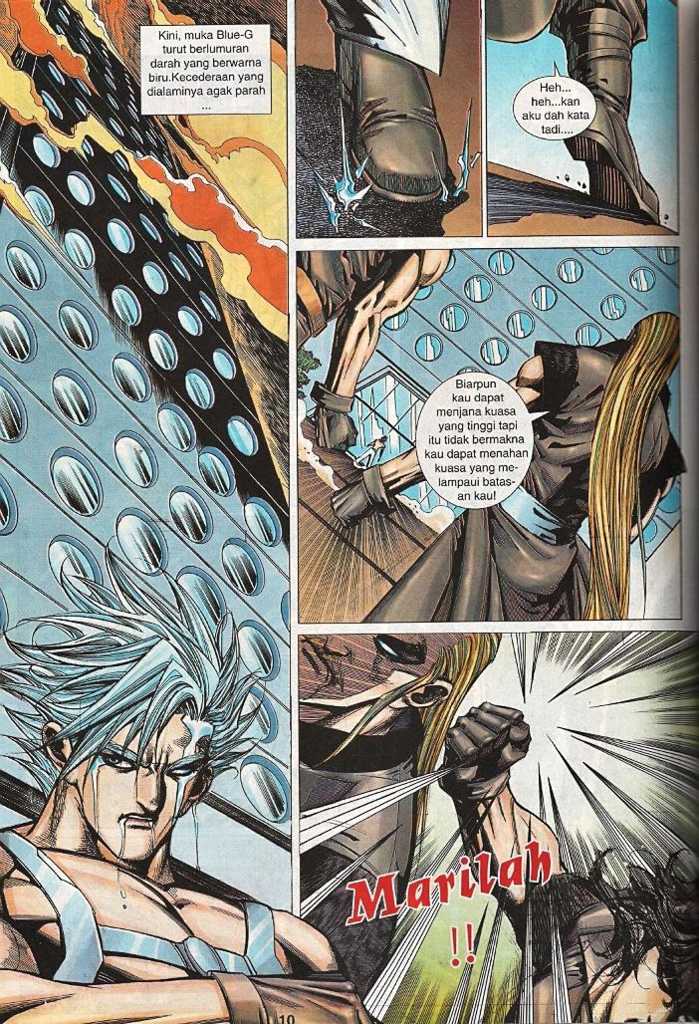 Kini, muka Blue-G
turut berlumuran
darah yang berwarna
biru.Kecederaan yang
dialaminya agak parah
...
Heh...
heh...kan
aku dah kata
tadi....
Biarpun
kau dapat
menjana kuasa
yang tinggi tapi
itu tidak bermakna
kau dapat menahan
kuasa yang me-
lampaui batas-
an kau!
Marilah
!!
10